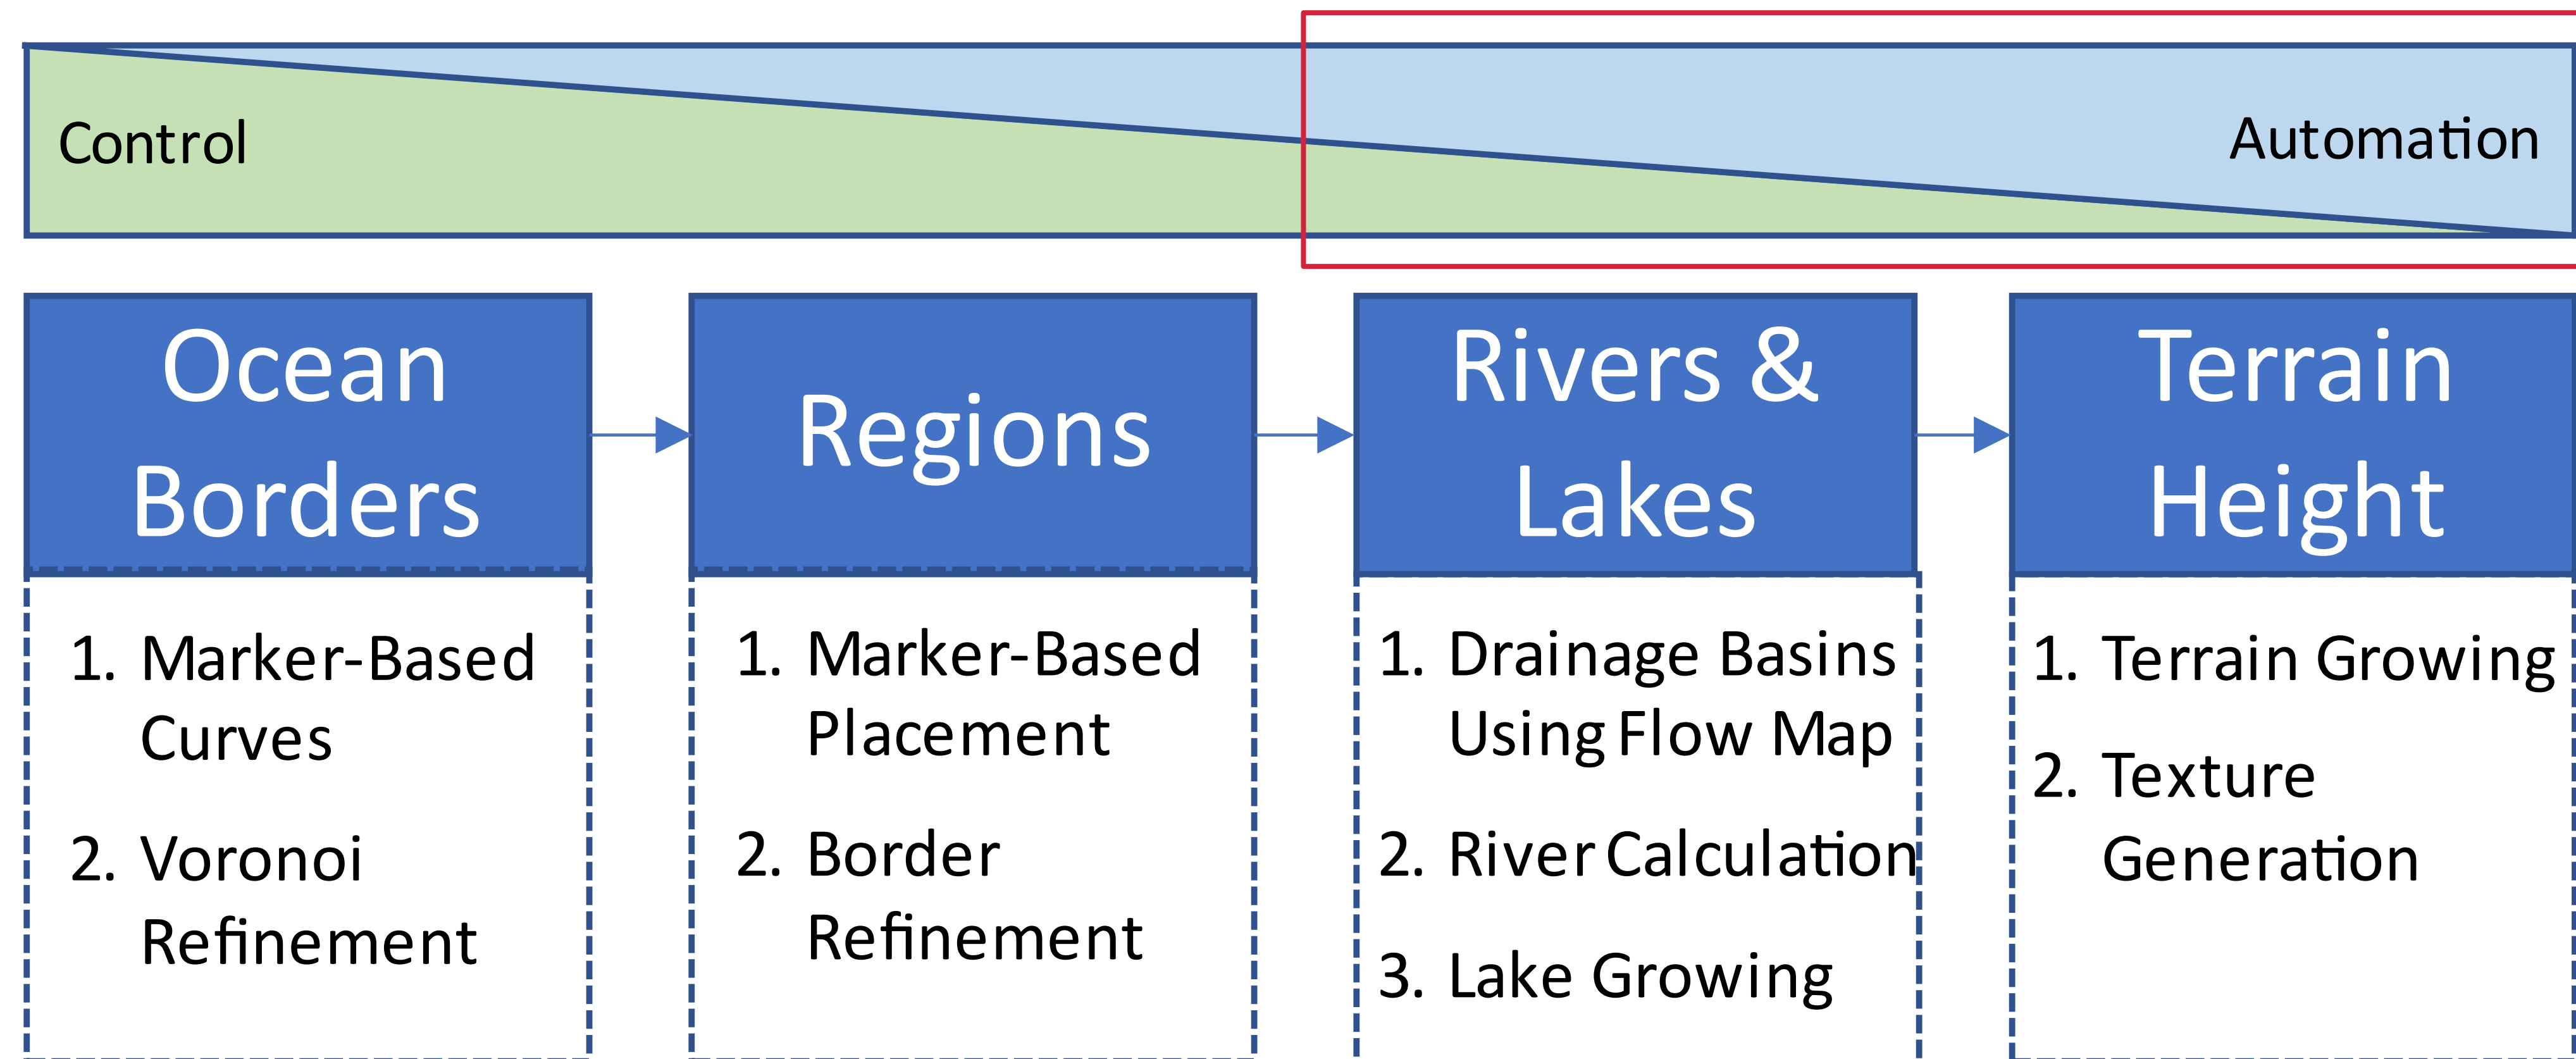 Control
Automation
Ocean
Borders
Regions
Rivers &
Lakes
Terrain
Height
1. Marker-Based
Curves
2. Voronoi
Refinement
1. Marker-Based
Placement
2. Border
Refinement
1. Drainage Basins
Using Flow Map
2. River Calculation
3. Lake Growing
1. Terrain Growing
2. Texture
Generation